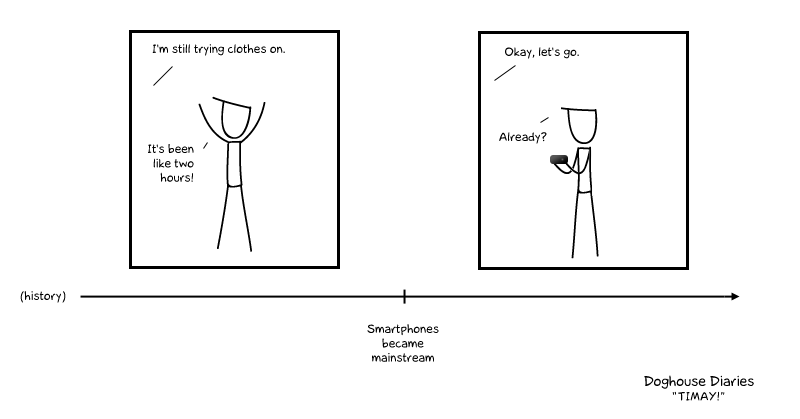 I'm still trying clothes on.
It's been
like two
hours!
Okay, let's go.
Already?
(history)
Smartphones
became
mainstream
Doghouse Diaries
"TIMAY!"